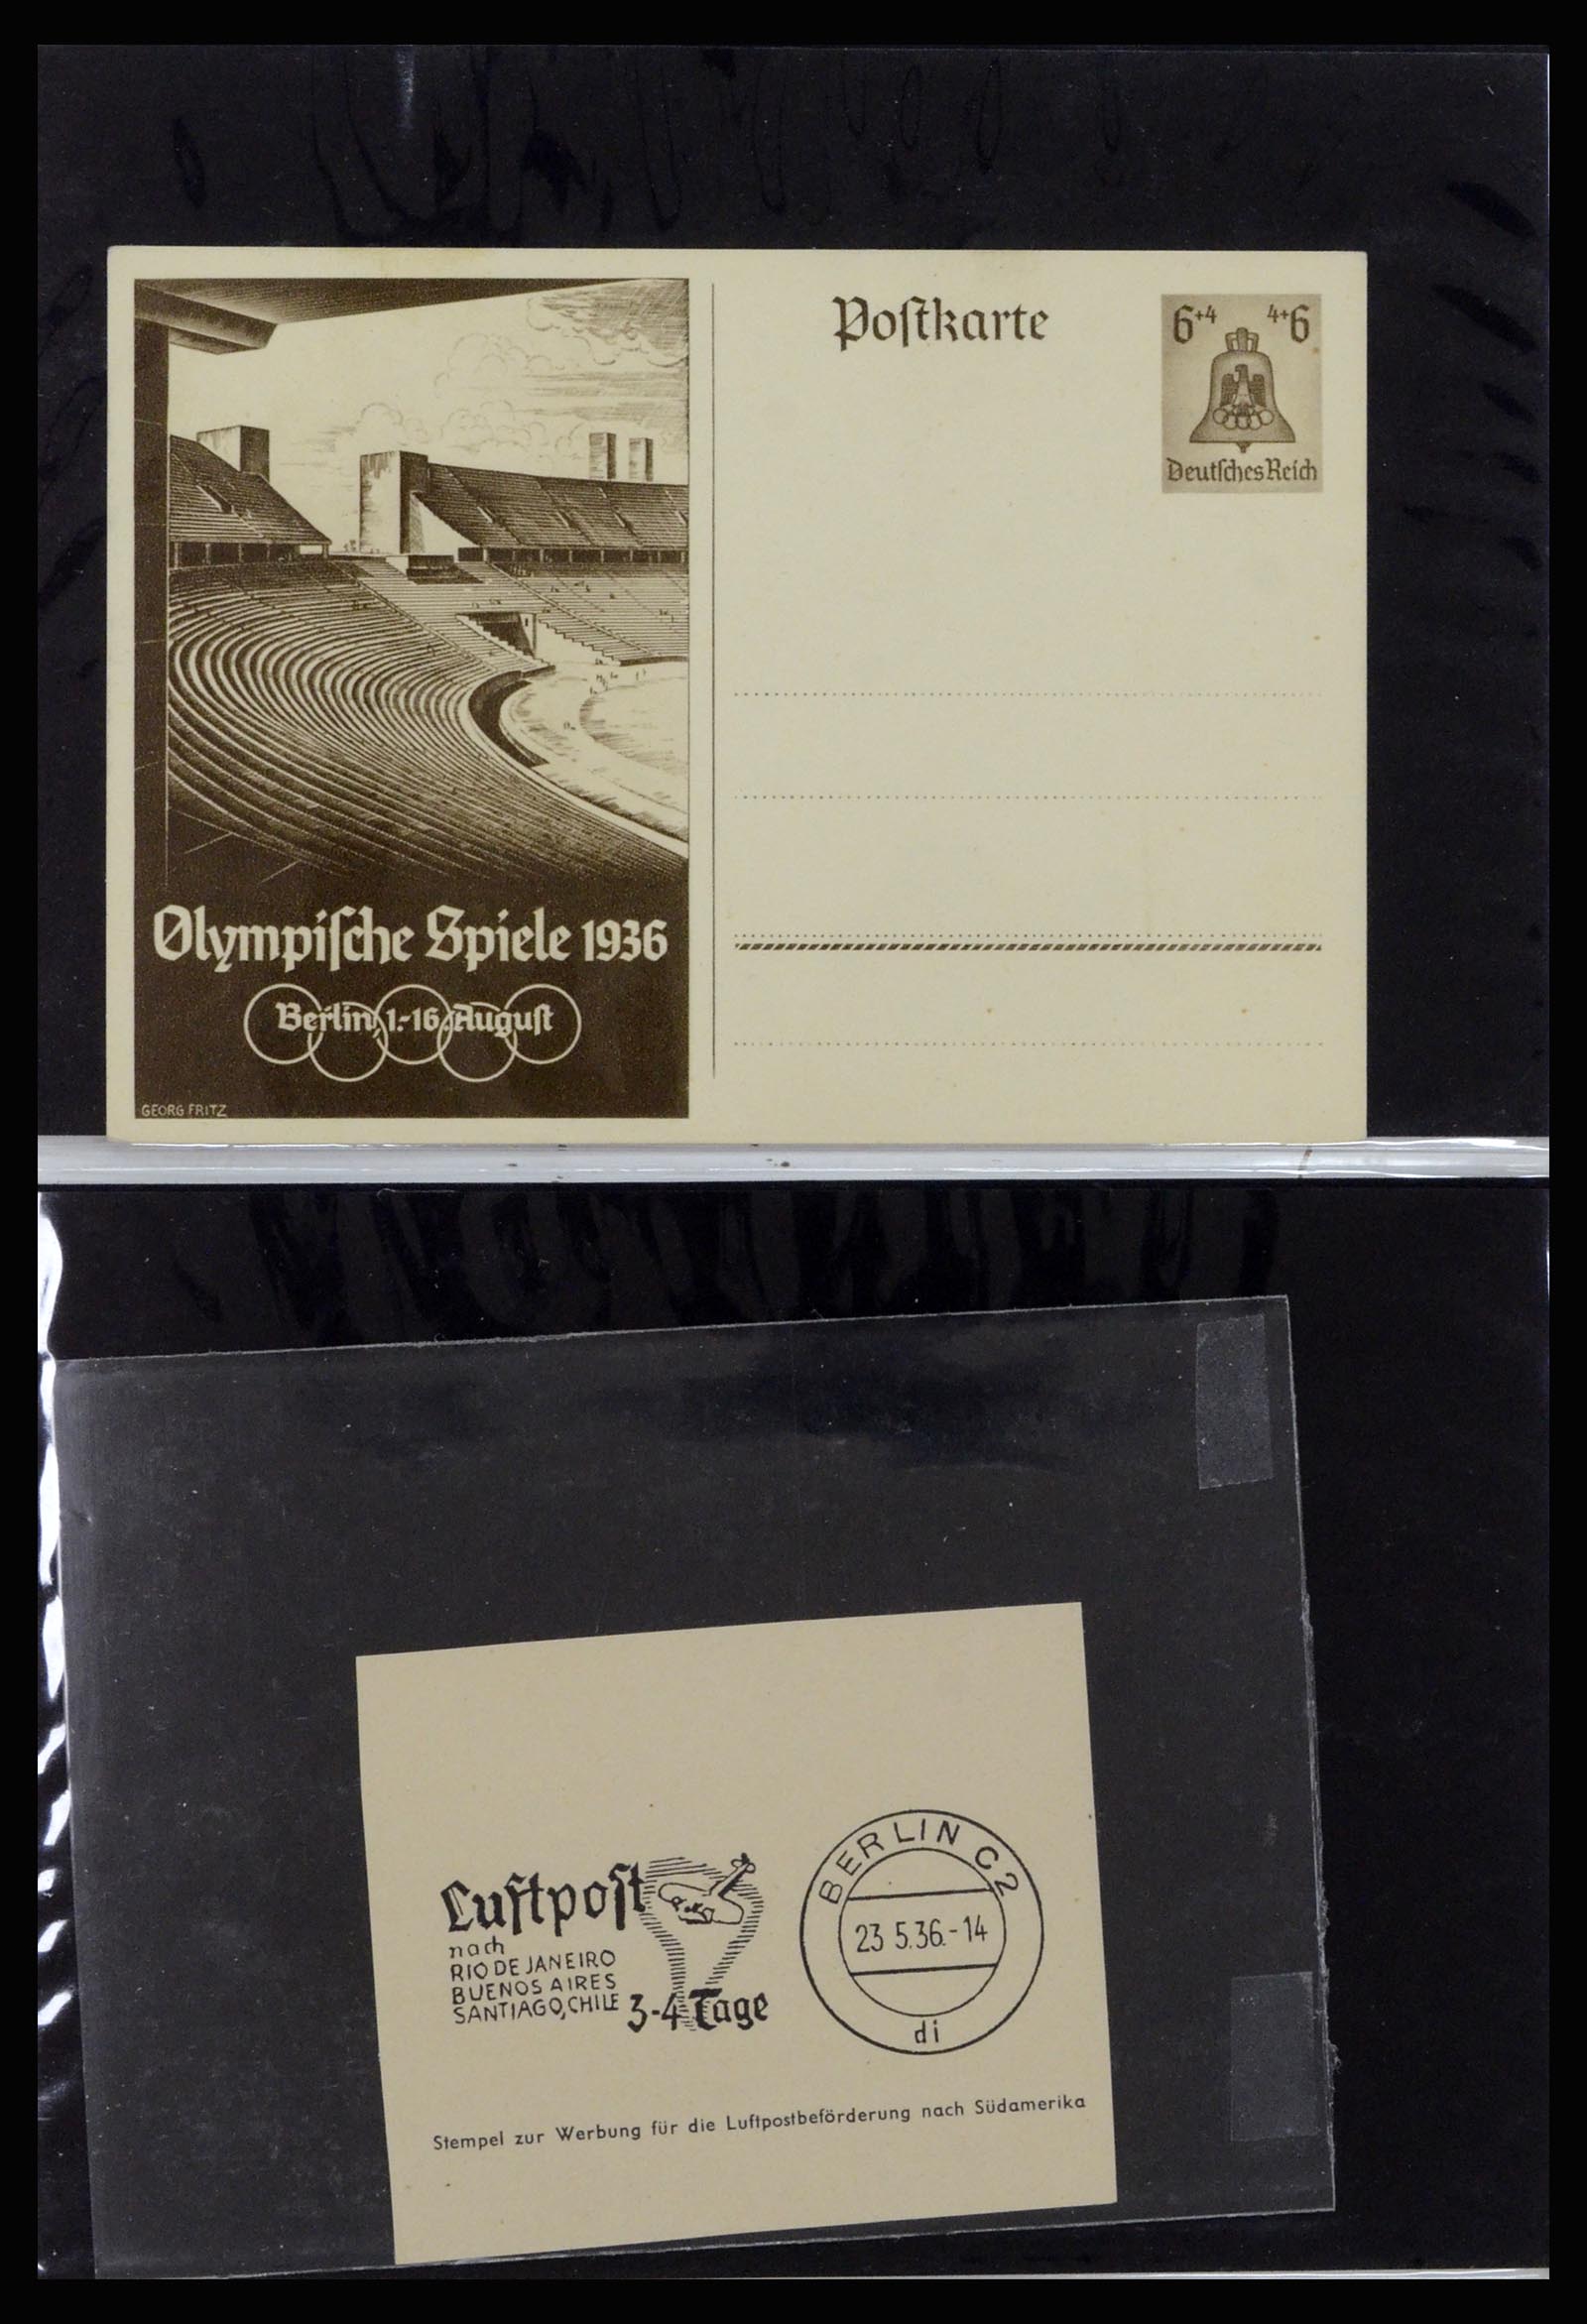 Postkarte
6+4 4+6
Deutsches Reich
Olympische Spiele 1936
Berlin, 1.-16. August
GEORG FRITZ
Luftpost
nach
RIO DE JANEIRO
BUENOS AIRES
SANTIAGO, CHILE 3-4 Tage
BERLIN C2
23 5.36.-14
di
Stempel zur Werbung für die Luftpostbeförderung nach Südamerika